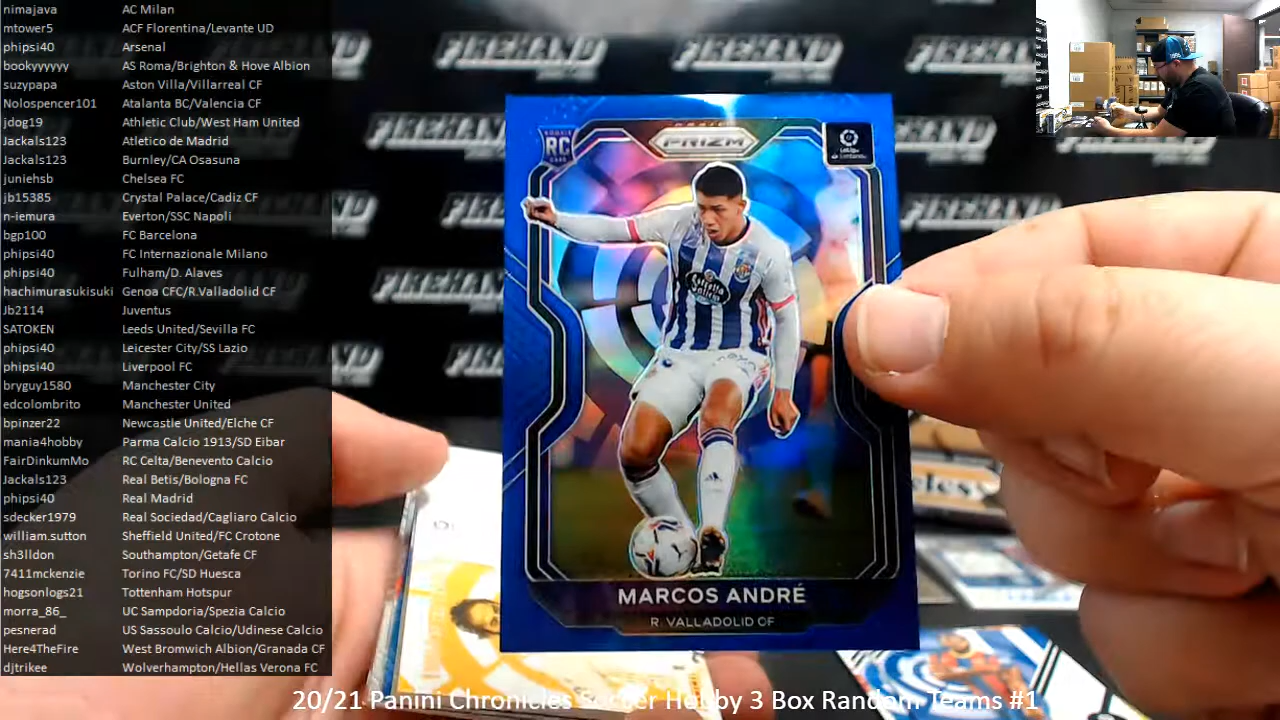 nimajava AC Milan
mtower5 ACF Florentina/Levante UD
phipsi40 Arsenal
bookyyyyyy AS Roma/Brighton & Hove Albion
suzypapa Aston Villa/Villarreal CF
Nolospencer101 Atalanta BC/Valencia CF
jdog19 Athletic Club/West Ham United
Jackals123 Atletico de Madrid
Jackals123 Burnley/CA Osasuna
juniehsb Chelsea FC
jb15385 Crystal Palace/Cadiz CF
n-iemura Everton/SSC Napoli
bgp100 FC Barcelona
phipsi40 FC Internazionale Milano
phipsi40 Fulham/D. Alaves
hachimurasukisuki Genoa CFC/R.Valladolid CF
Jb2114 Juventus
SATOKEN Leeds United/Sevilla FC
phipsi40 Leicester City/SS Lazio
phipsi40 Liverpool FC
bryguy1580 Manchester City
edcolombrito Manchester United
bpinzer22 Newcastle United/Elche CF
mania4hobby Parma Calcio 1913/SD Eibar
FairDinkumMo RC Celta/Benevento Calcio
Jackals123 Real Betis/Bologna FC
phipsi40 Real Madrid
sdecker1979 Real Sociedad/Cagliaro Calcio
william.sutton Sheffield United/FC Crotone
sh3lldon Southampton/Getafe CF
7411mckenzie Torino FC/SD Huesca
hogsonlogs21 Tottenham Hotspur
morra_86_ UC Sampdoria/Spezia Calcio
pesnerad US Sassoulo Calcio/Udinese Calcio
Here4TheFire West Bromwich Albion/Granada CF
djtrikee Wolverhampton/Hellas Verona FC
FIREHAND
ROOKIE
RC
CARD
PANINI
PRIZM
LaLiga
Santander
Estrella Galicia
MARCOS ANDRÉ
R. VALLADOLID CF
20/21 Panini Chronicles Soccer Hobby 3 Box Random Teams #1